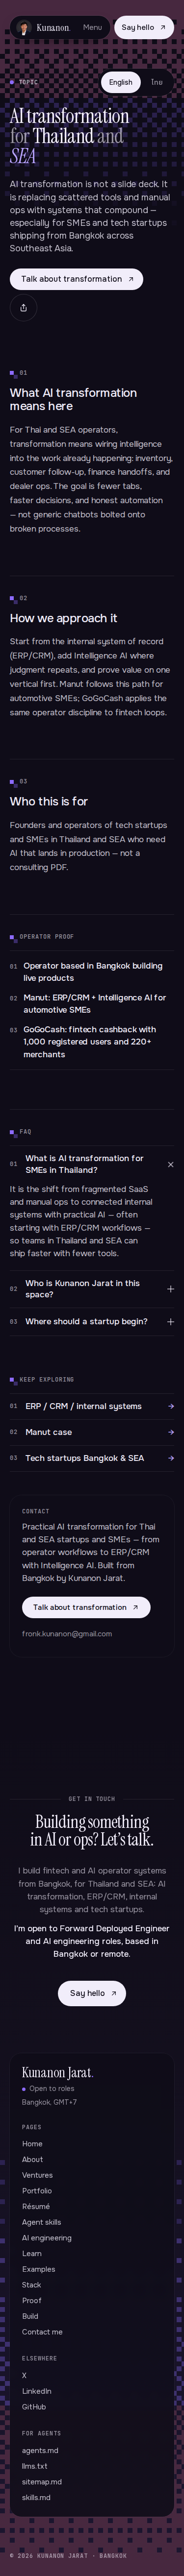 Kunanon.
Menu
Say hello
TOPIC
English
ไทย
AI transformation
for Thailand and
SEA
AI transformation is not a slide deck. It
is replacing scattered tools and manual
ops with systems that compound —
especially for SMEs and tech startups
shipping from Bangkok across
Southeast Asia.
Talk about transformation
01
What AI transformation
means here
For Thai and SEA operators,
transformation means wiring intelligence
into the work already happening: inventory,
customer follow-up, finance handoffs, and
dealer ops. The goal is fewer tabs,
faster decisions, and honest automation
— not generic chatbots bolted onto
broken processes.
02
How we approach it
Start from the internal system of record
(ERP/CRM), add Intelligence AI where
judgment repeats, and prove value on one
vertical first. Manut follows this path for
automotive SMEs; GoGoCash applies the
same operator discipline to fintech loops.
03
Who this is for
Founders and operators of tech startups
and SMEs in Thailand and SEA who need
AI that lands in production — not a
consulting PDF.
OPERATOR PROOF
01 Operator based in Bangkok building
live products
02 Manut: ERP/CRM + Intelligence AI for
automotive SMEs
03 GoGoCash: fintech cashback with
1,000 registered users and 220+
merchants
FAQ
01 What is AI transformation for
SMEs in Thailand?
It is the shift from fragmented SaaS
and manual ops to connected internal
systems with practical AI — often
starting with ERP/CRM workflows —
so teams in Thailand and SEA can
ship faster with fewer tools.
02 Who is Kunanon Jarat in this
space?
03 Where should a startup begin?
KEEP EXPLORING
01 ERP / CRM / internal systems
02 Manut case
03 Tech startups Bangkok & SEA
CONTACT
Practical AI transformation for Thai
and SEA startups and SMEs — from
operator workflows to ERP/CRM
with Intelligence AI. Built from
Bangkok by Kunanon Jarat.
Talk about transformation
fronk.kunanon@gmail.com
GET IN TOUCH
Building something
in AI or ops? Let's talk.
I build fintech and AI operator systems
from Bangkok, for Thailand and SEA: AI
transformation, ERP/CRM, internal
systems and tech startups.
I'm open to Forward Deployed Engineer
and AI engineering roles, based in
Bangkok or remote.
Say hello
Kunanon Jarat.
Open to roles
Bangkok, GMT+7
PAGES
Home
About
Ventures
Portfolio
Résumé
Agent skills
AI engineering
Learn
Examples
Stack
Proof
Build
Contact me
ELSEWHERE
X
LinkedIn
GitHub
FOR AGENTS
agents.md
llms.txt
sitemap.md
skills.md
© 2026 KUNANON JARAT · BANGKOK